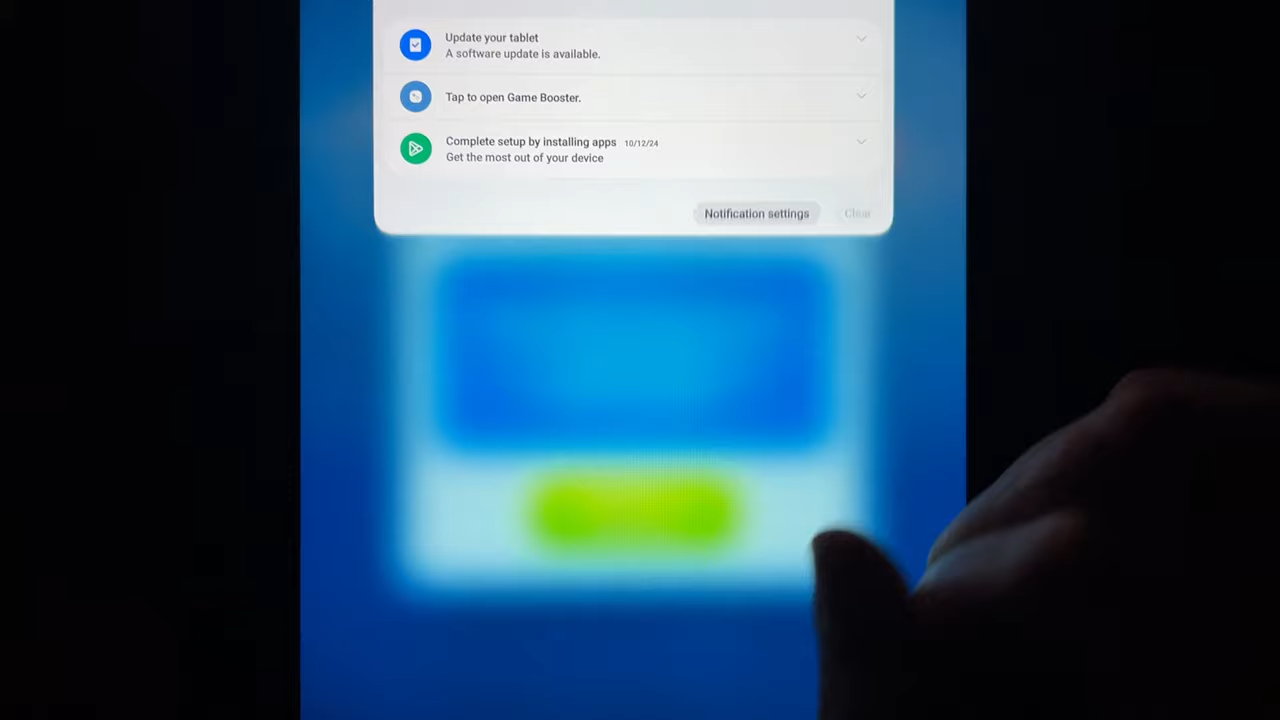 Update your tablet
A software update is available.
Tap to open Game Booster.
Complete setup by installing apps 10/12/24
Get the most out of your device
Notification settings Clear